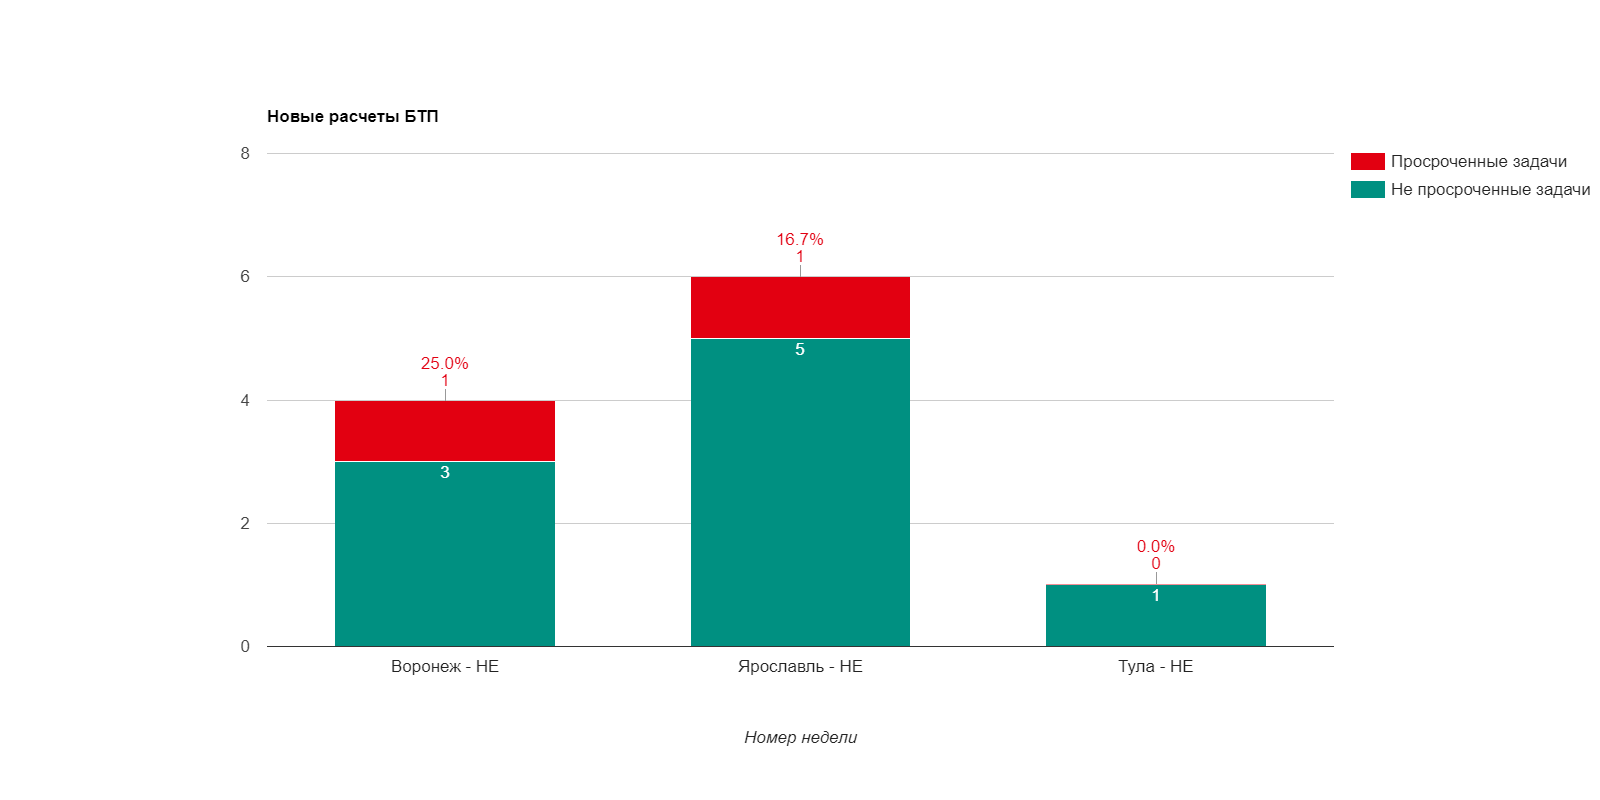 Новые расчеты БТП
8
6
4
2
0
Просроченные задачи
Не просроченные задачи
25.0%
1
3
16.7%
1
5
0.0%
0
1
Воронеж - НЕ
Ярославль - НЕ
Тула - НЕ
Номер недели